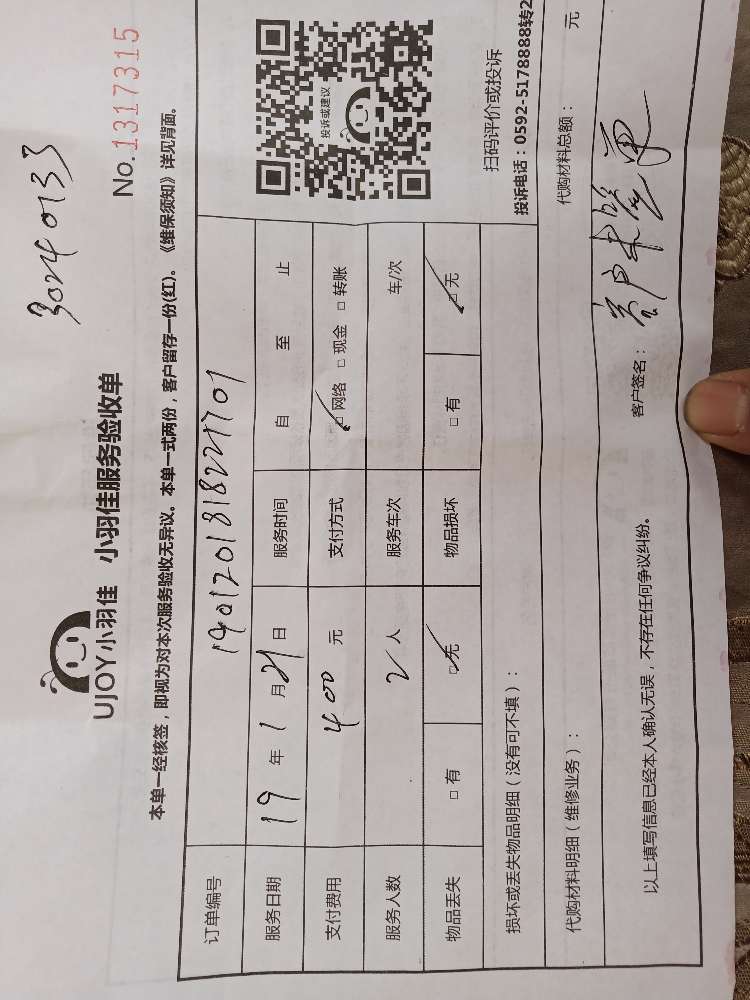 30240133
UJOY小羽佳 小羽佳服务验收单
No.1317315
本单一经核签，即视为对本次服务验收无异议。本单一式两份，客户留存一份(红)。《维保须知》详见背面。
订单编号 1901201818221701
服务日期 19 年 1 月 21 日 服务时间 自 至 止
支付费用 400 元 支付方式 □网络 □现金 □转账
服务人数 2 人 服务车次 车/次
物品丢失 □有 □无 物品损坏 □有 □无
投诉或建议
扫码评价或投诉
投诉电话：0592-5178888转2
损坏或丢失物品明细（没有可不填）：
代购材料明细（维修业务）： 代购材料总额： 元
以上填写信息已经本人确认无误，不存在任何争议纠纷。 客户签名：